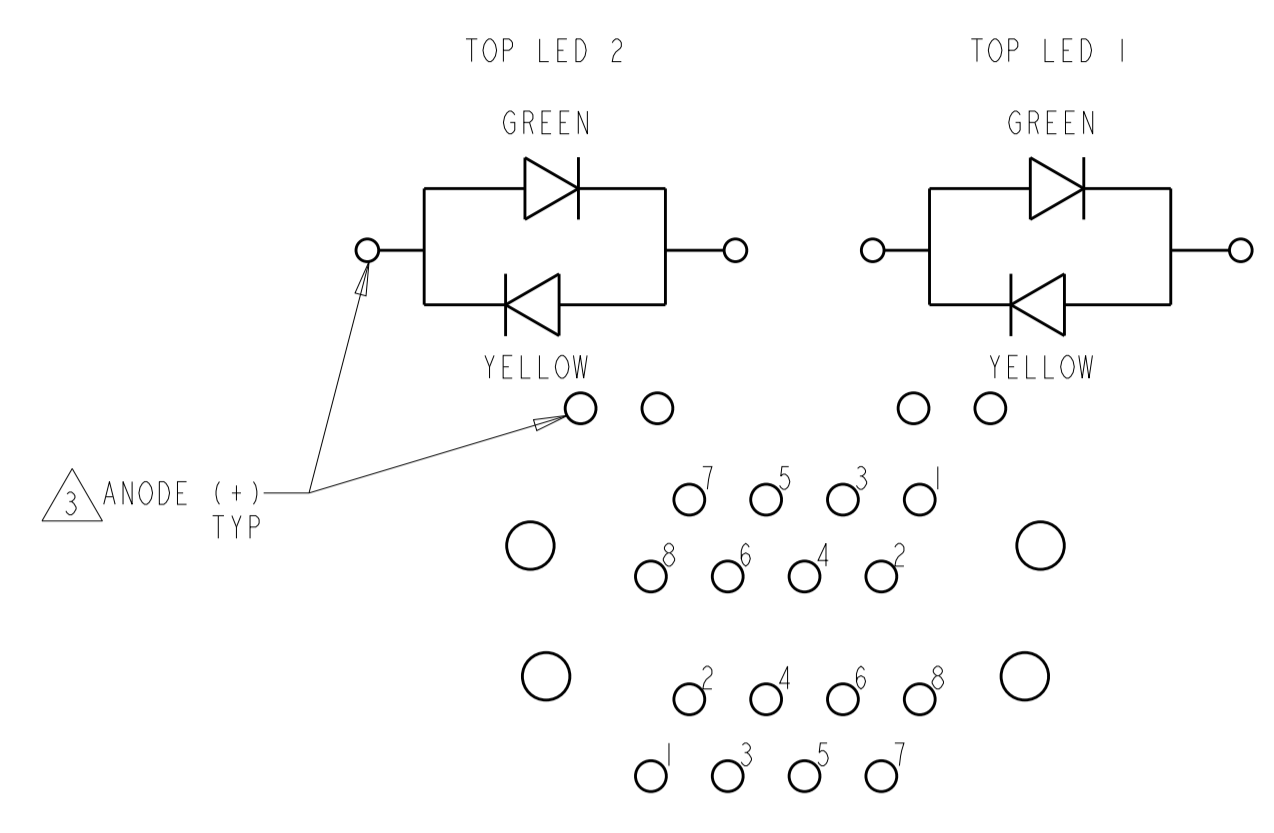 TOP LED 2
TOP LED 1
GREEN
GREEN
YELLOW
YELLOW
3 ANODE (+)
TYP
7 5 3 1
8 6 4 2
2 4 6 8
1 3 5 7